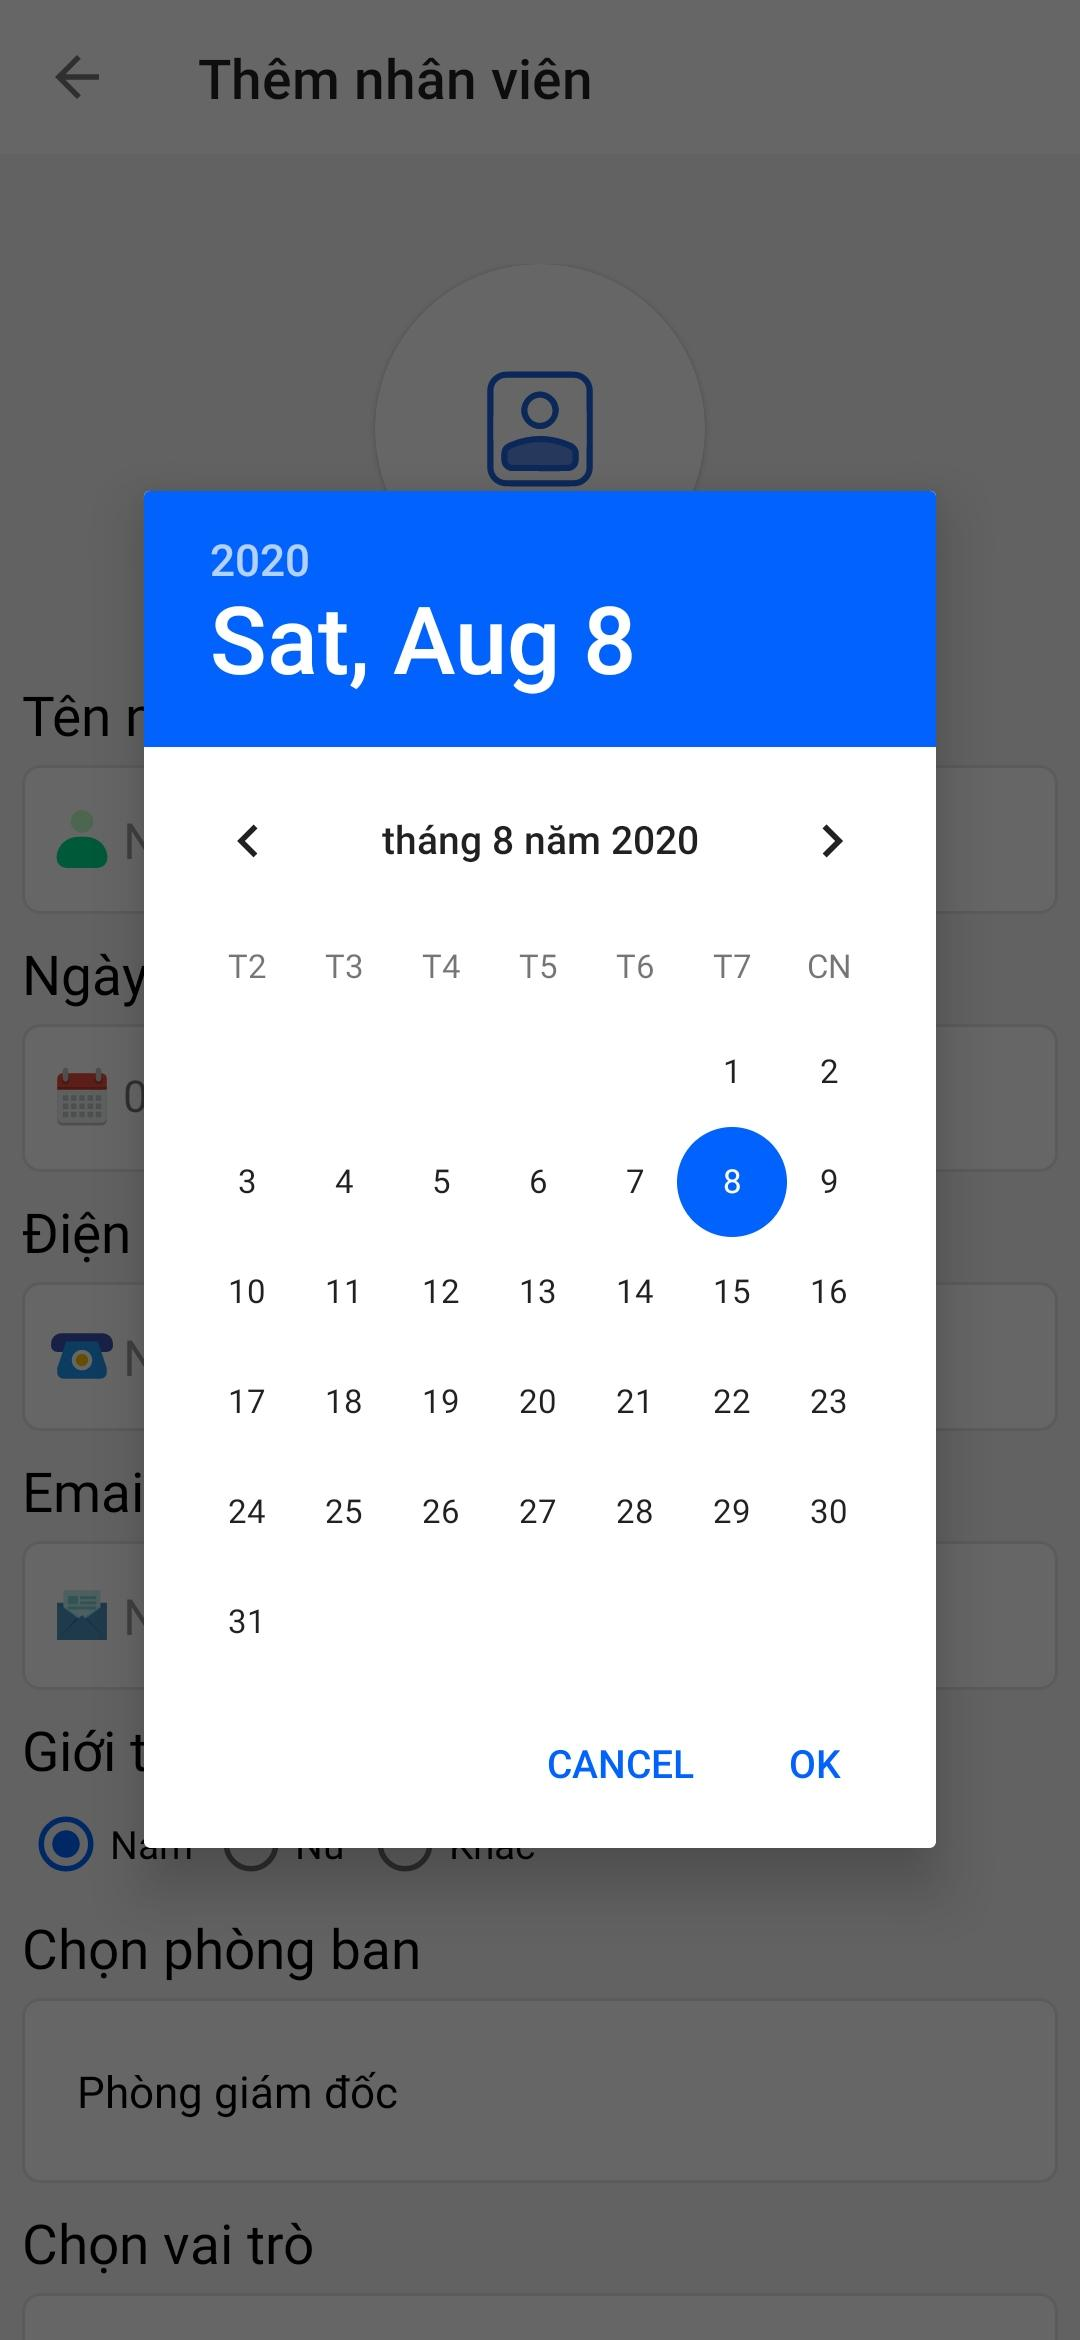 Thêm nhân viên
2020
Sat, Aug 8
Tên
tháng 8 năm 2020
T2 T3 T4 T5 T6 T7 CN
Ngày
1 2
3 4 5 6 7 8 9
Điện
10 11 12 13 14 15 16
17 18 19 20 21 22 23
Emai
24 25 26 27 28 29 30
31
Giới t
CANCEL OK
Nam Nữ Khác
Chọn phòng ban
Phòng giám đốc
Chọn vai trò